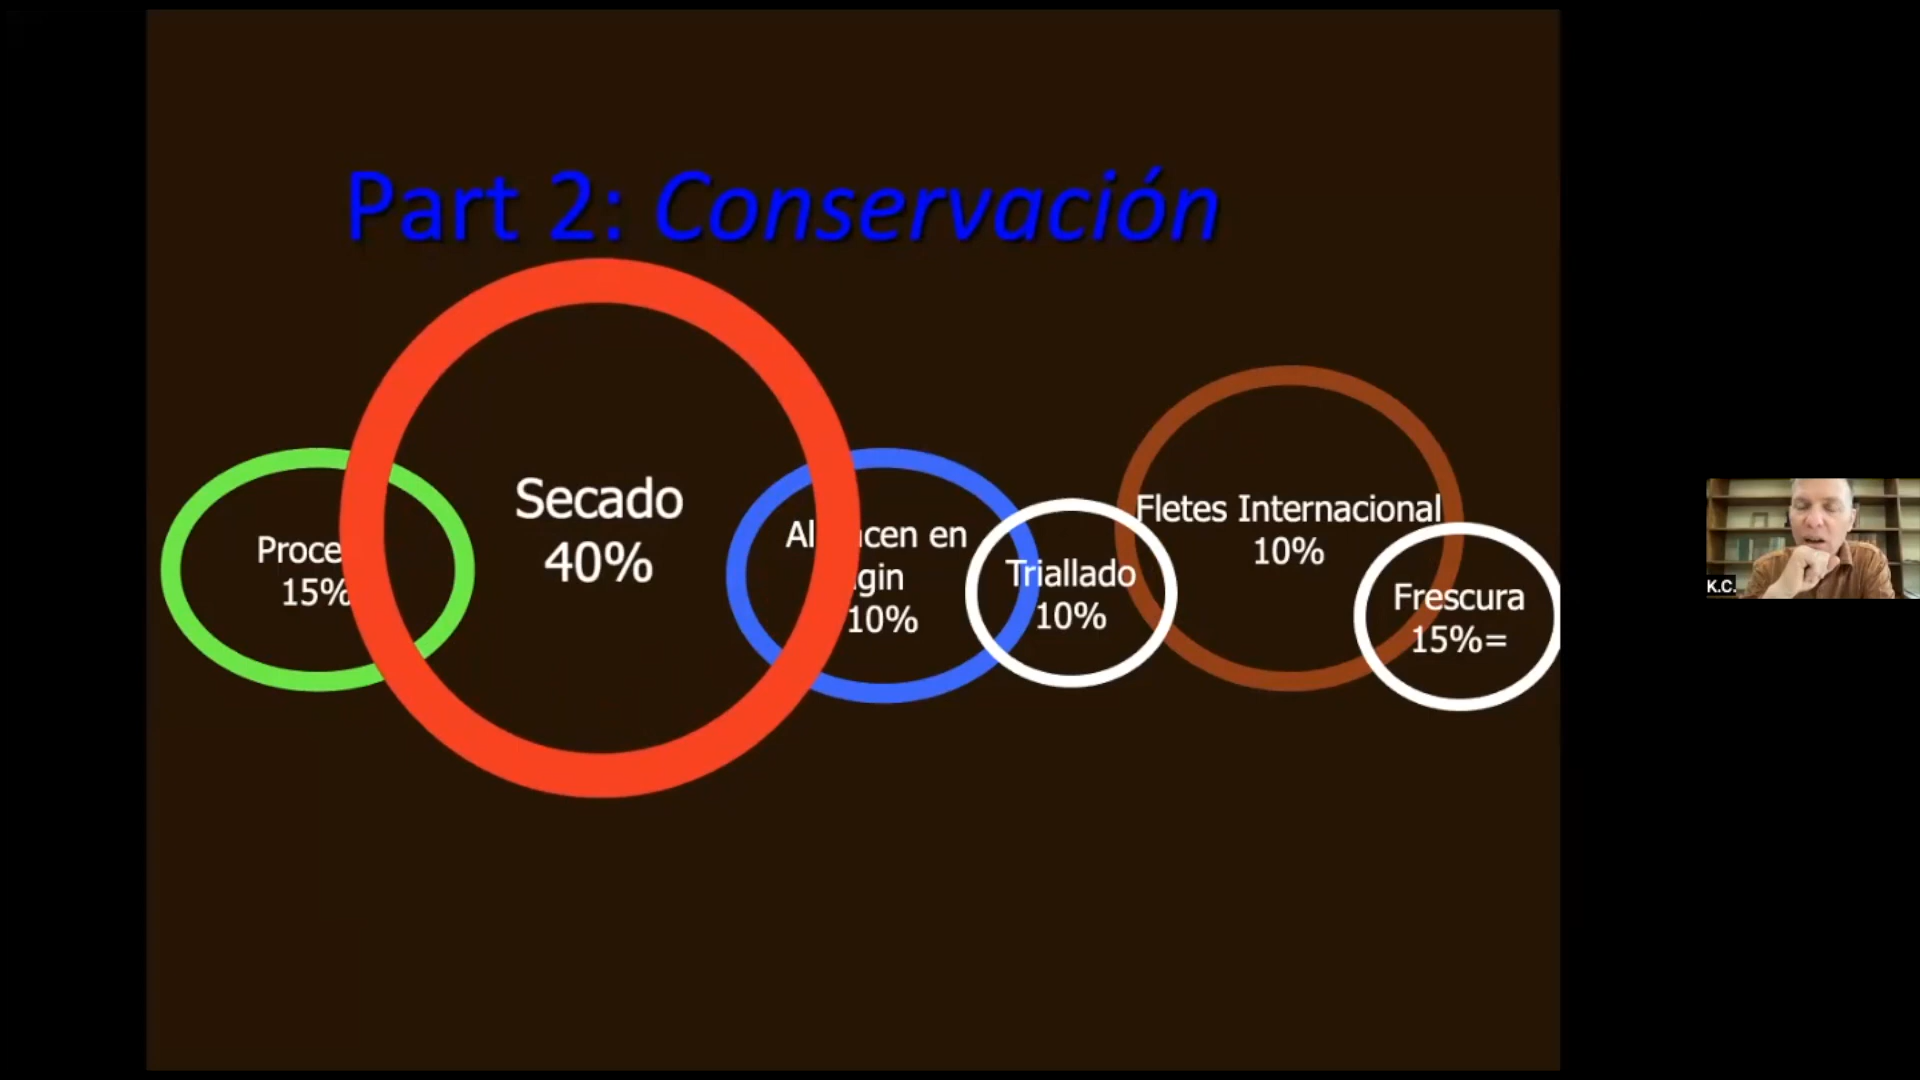 Part 2: Conservación
Secado
40%
Proce
15%
Al cen en
gin
10%
Triallado
10%
Fletes Internacional
10%
Frescura
15%=
K.C.